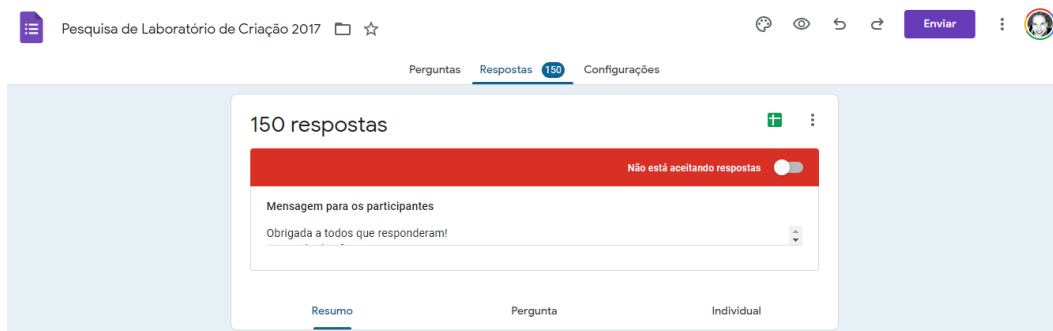 Pesquisa de Laboratório de Criação 2017
Enviar
Perguntas Respostas 150 Configurações
150 respostas
Não está aceitando respostas
Mensagem para os participantes
Obrigada a todos que responderam!
Resumo Pergunta Individual